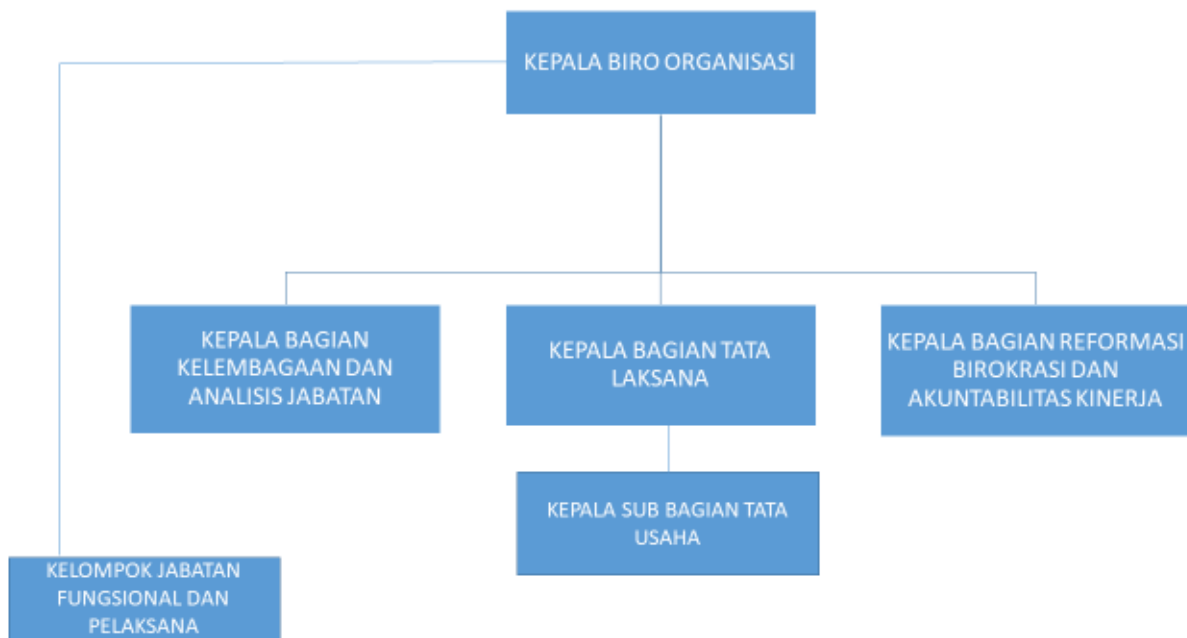 KEPALA BIRO ORGANISASI
KEPALA BAGIAN
KELEMBAGAAN DAN
ANALISIS JABATAN
KEPALA BAGIAN TATA
LAKSANA
KEPALA BAGIAN REFORMASI
BIROKRASI DAN
AKUNTABILITAS KINERJA
KEPALA SUB BAGIAN TATA
USAHA
KELOMPOK JABATAN
FUNGSIONAL DAN
PELAKSANA